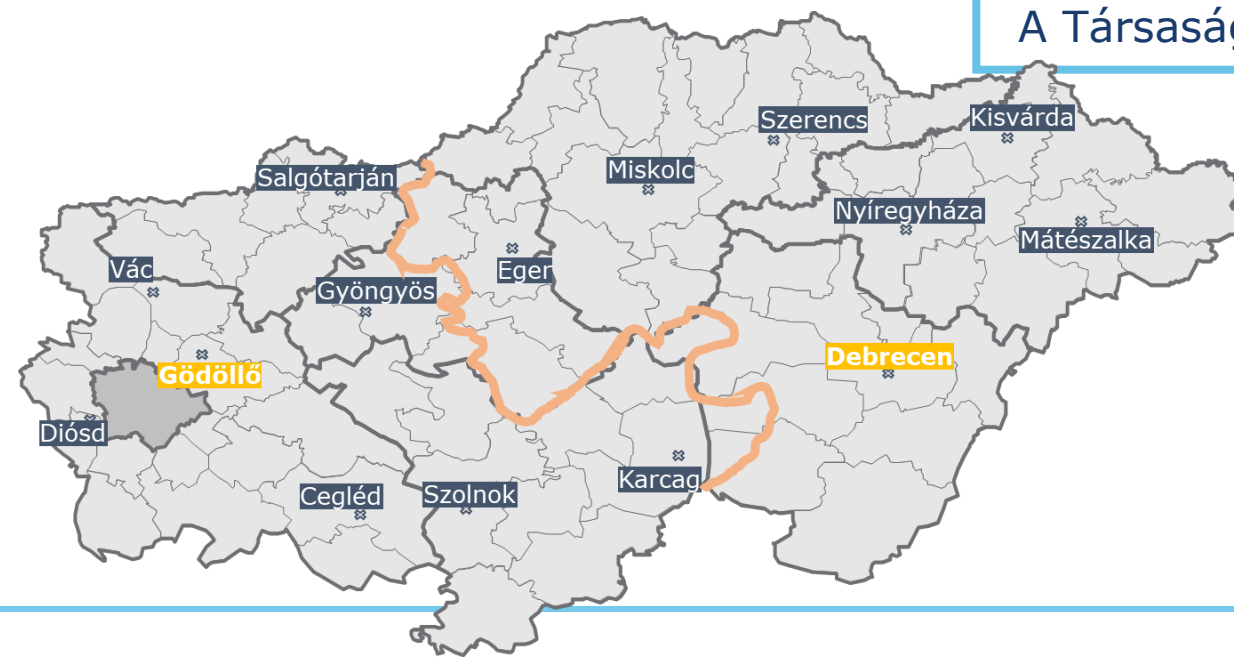 A Társaság
Szerencs
Kisvárda
Salgótarján
Miskolc
Nyíregyháza
Mátészalka
Vác
Eger
Gyöngyös
Debrecen
Gödöllő
Diósd
Karcag
Cegléd
Szolnok